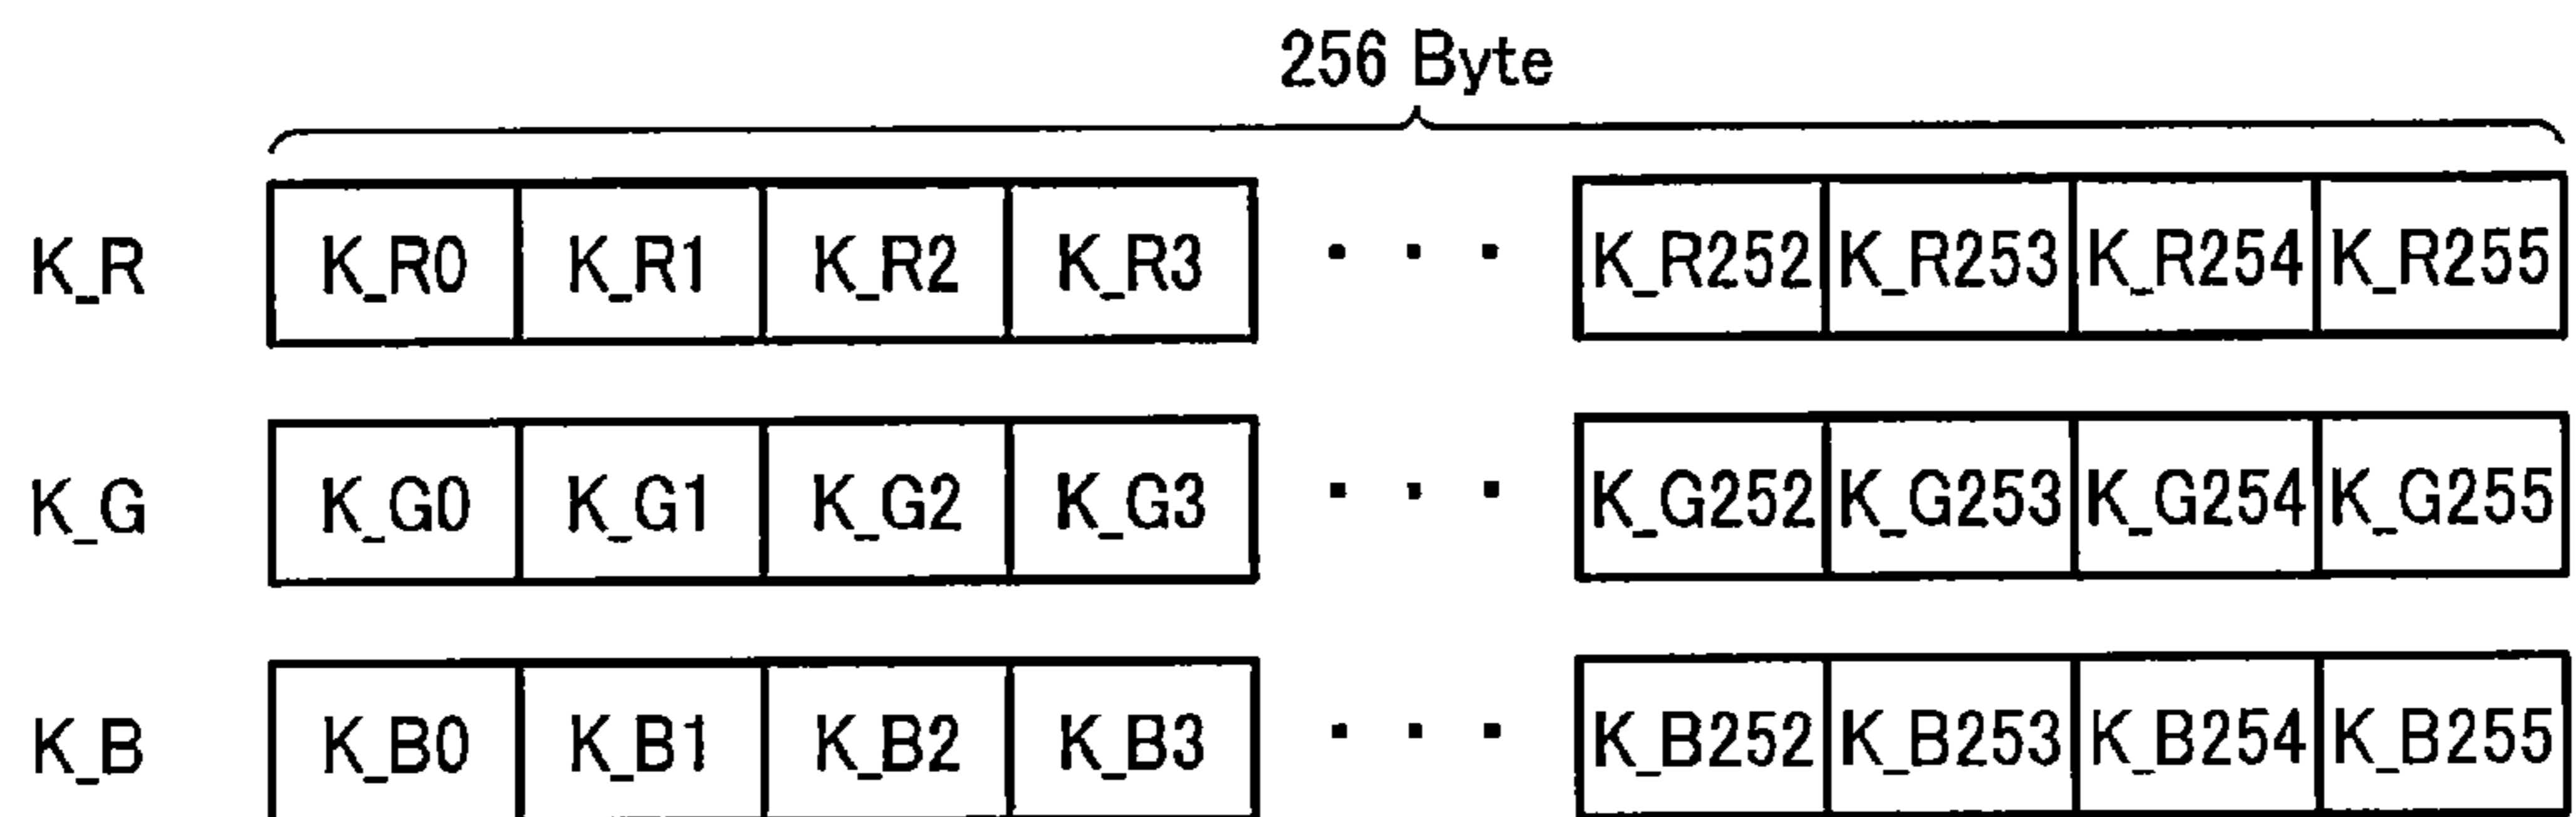 256 Byte
K_R K_R0 K_R1 K_R2 K_R3 · · · K_R252 K_R253 K_R254 K_R255
K_G K_G0 K_G1 K_G2 K_G3 · · · K_G252 K_G253 K_G254 K_G255
K_B K_B0 K_B1 K_B2 K_B3 · · · K_B252 K_B253 K_B254 K_B255